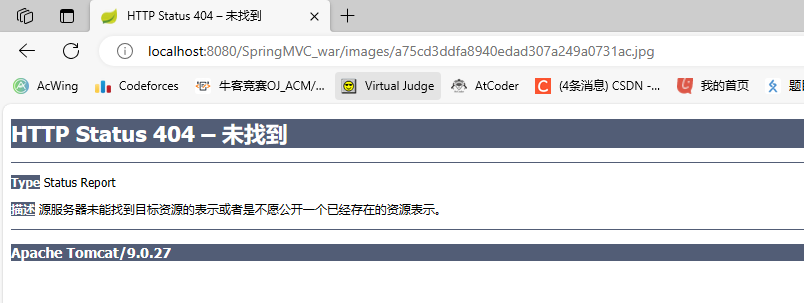 HTTP Status 404 – 未找到
localhost:8080/SpringMVC_war/images/a75cd3ddfa8940edad307a249a0731ac.jpg
AcWing Codeforces 牛客竞赛OJ_ACM/... Virtual Judge AtCoder (4条消息) CSDN -... 我的首页 题目
HTTP Status 404 – 未找到
Type Status Report
描述 源服务器未能找到目标资源的表示或者是不愿公开一个已经存在的资源表示。
Apache Tomcat/9.0.27